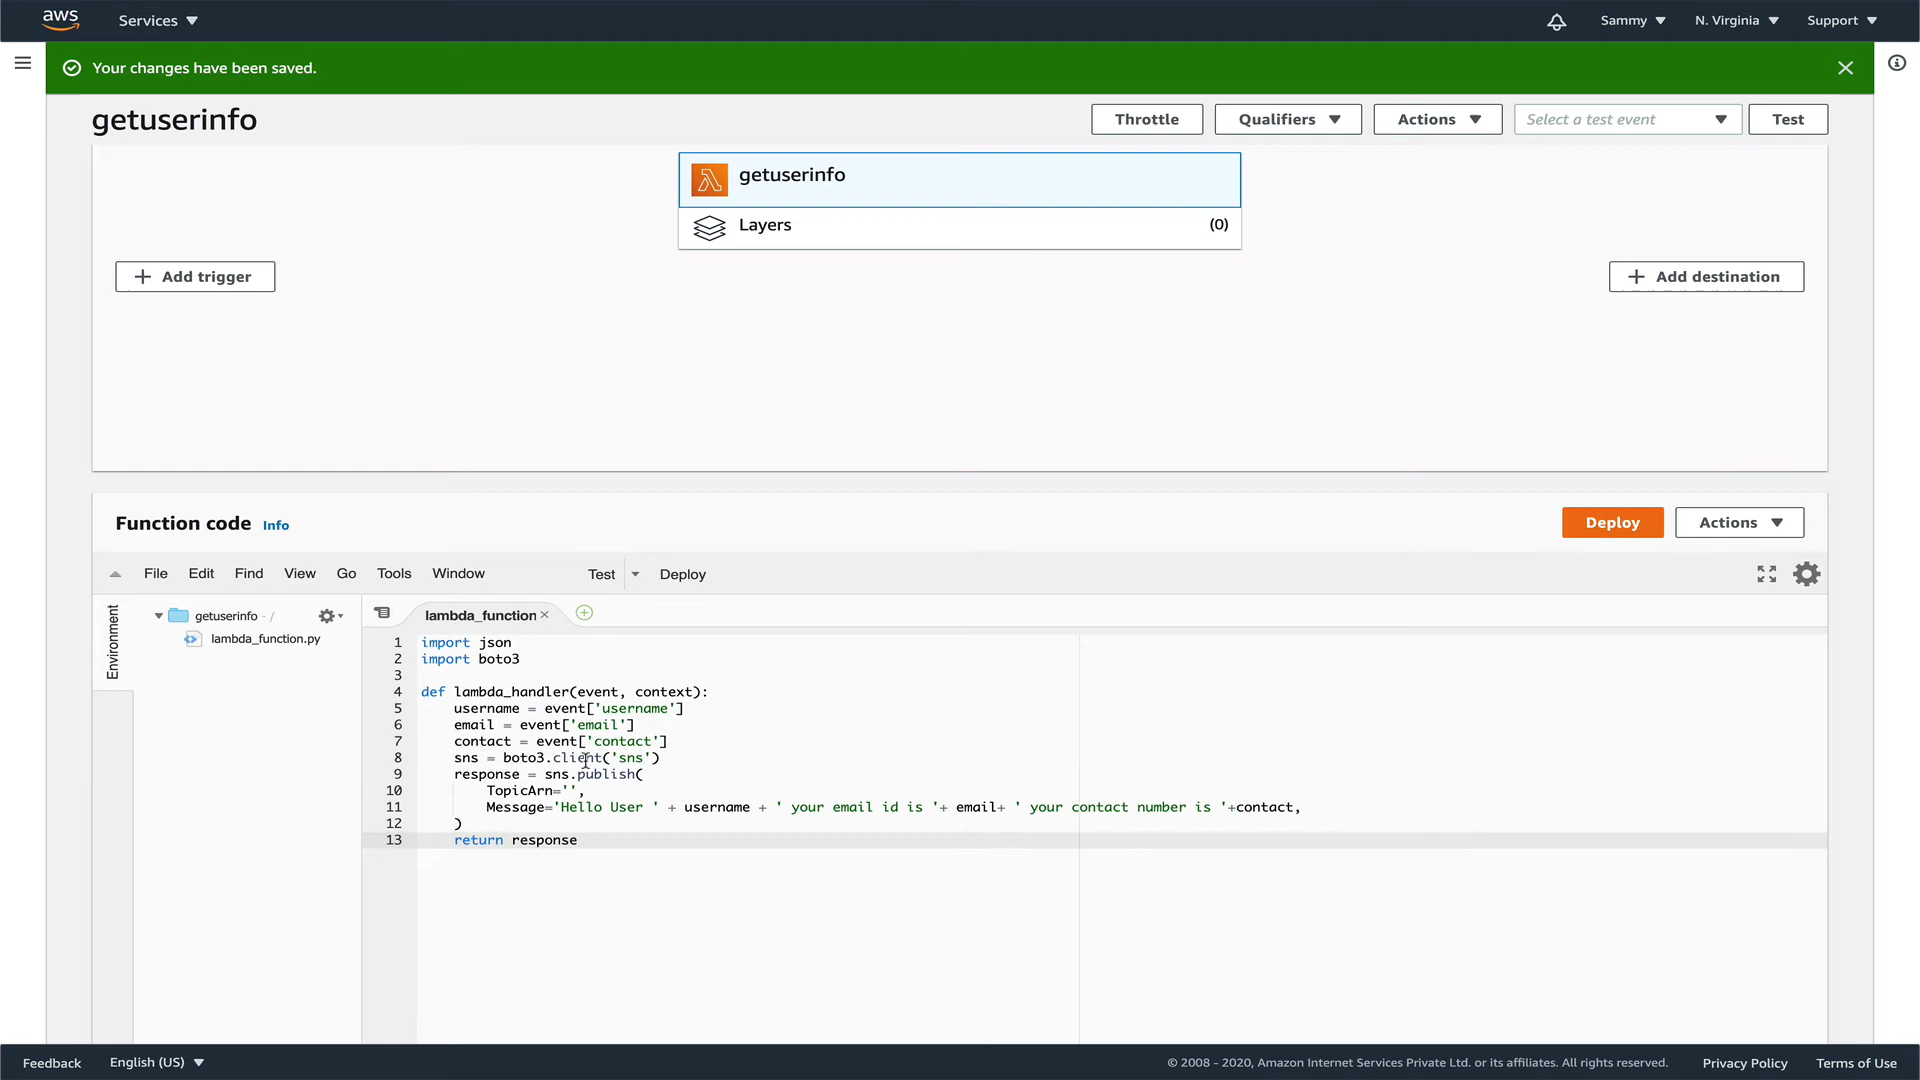 aws Services Sammy N. Virginia Support
Your changes have been saved.
getuserinfo Throttle Qualifiers Actions Select a test event Test
getuserinfo
Layers (0)
+ Add trigger + Add destination
Function code Info Deploy Actions
File Edit Find View Go Tools Window Test Deploy
Environment
getuserinfo - /
lambda_function.py
lambda_function ×
1 import json
2 import boto3
3
4 def lambda_handler(event, context):
5     username = event['username']
6     email = event['email']
7     contact = event['contact']
8     sns = boto3.client('sns')
9     response = sns.publish(
10         TopicArn='',
11         Message='Hello User ' + username + ' your email id is '+ email+ ' your contact number is '+contact,
12     )
13     return response
Feedback English (US) © 2008 - 2020, Amazon Internet Services Private Ltd. or its affiliates. All rights reserved. Privacy Policy Terms of Use